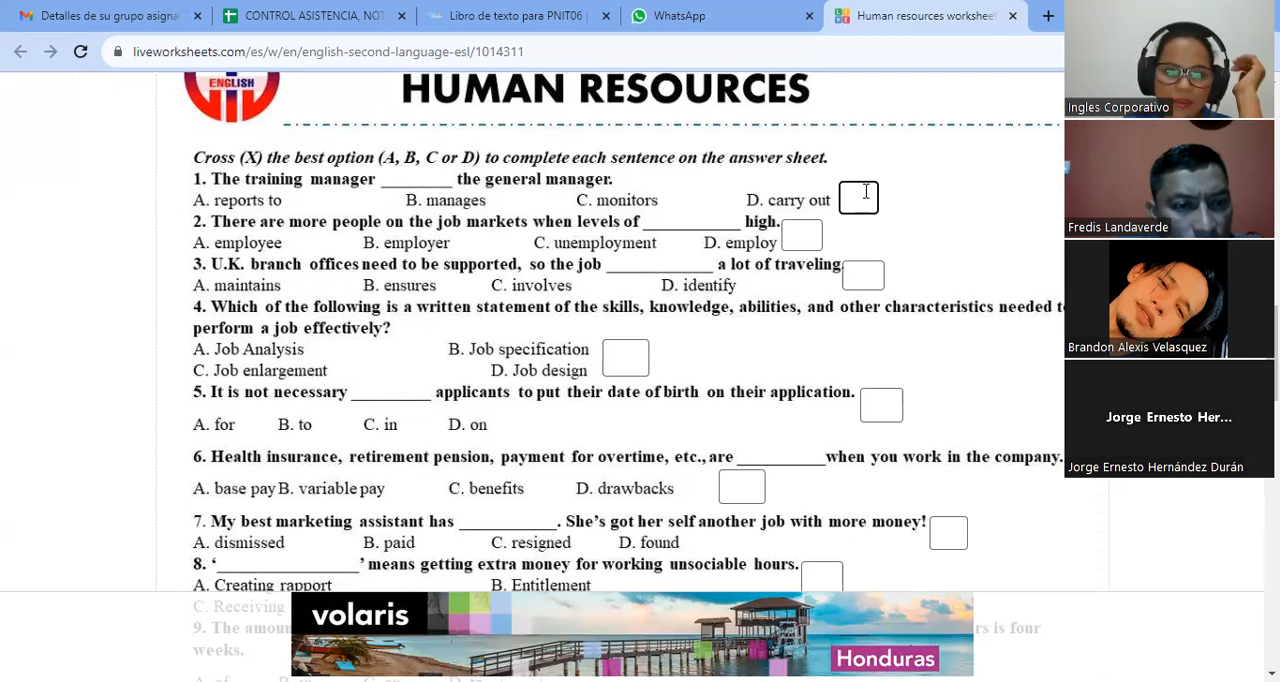 Detalles de su grupo asigna
CONTROL ASISTENCIA, NOT
Libro de texto para PNIT06
WhatsApp
Human resources workshee
liveworksheets.com/es/w/en/english-second-language-esl/1014311
ENGLISH
HUMAN RESOURCES
Cross (X) the best option (A, B, C or D) to complete each sentence on the answer sheet.
1. The training manager ________ the general manager.
A. reports to B. manages C. monitors D. carry out
2. There are more people on the job markets when levels of ___________ high.
A. employee B. employer C. unemployment D. employ
3. U.K. branch offices need to be supported, so the job ____________ a lot of traveling.
A. maintains B. ensures C. involves D. identify
4. Which of the following is a written statement of the skills, knowledge, abilities, and other characteristics needed to
perform a job effectively?
A. Job Analysis B. Job specification
C. Job enlargement D. Job design
5. It is not necessary _________ applicants to put their date of birth on their application.
A. for B. to C. in D. on
6. Health insurance, retirement pension, payment for overtime, etc., are __________when you work in the company.
A. base pay B. variable pay C. benefits D. drawbacks
7. My best marketing assistant has ___________. She's got her self another job with more money!
A. dismissed B. paid C. resigned D. found
8. '________________' means getting extra money for working unsociable hours.
A. Creating rapport B. Entitlement
C. Receiving
9. The amoun
rs is four
weeks.
volaris
Honduras
Ingles Corporativo
Fredis Landaverde
Brandon Alexis Velasquez
Jorge Ernesto Her...
Jorge Ernesto Hernández Durán